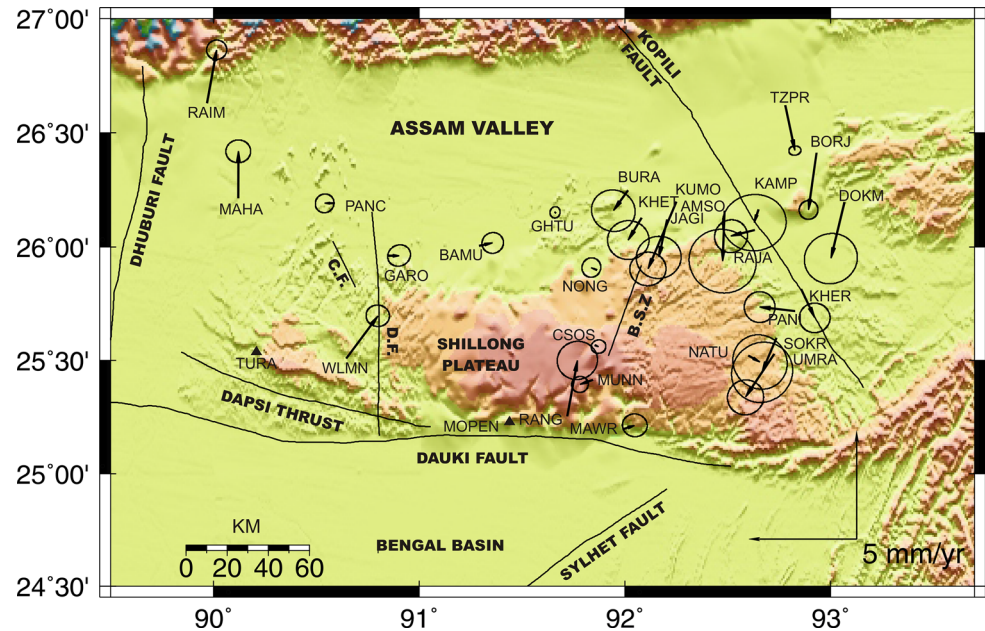 27°00'
26°30'
26°00'
25°30'
25°00'
24°30'
90°
91°
92°
93°
KOPILI
FAULT
RAIM
TZPR
ASSAM VALLEY
BORJ
DHUBURI FAULT
BURA
KUMO
KAMP
DOKM
MAHA
PANC
KHET
AMSO
JAGI
GHTU
BAMU
RAJA
C.F.
GARO
NONG
KHER
B.S.Z
PANI
D.F.
CSOS
SHILLONG
PLATEAU
SOKR
NATU
UMRA
TURA
WLMN
MUNN
DAPSI THRUST
MOPEN
RANG
MAWR
DAUKI FAULT
KM
0 20 40 60
BENGAL BASIN
SYLHET FAULT
5 mm/yr